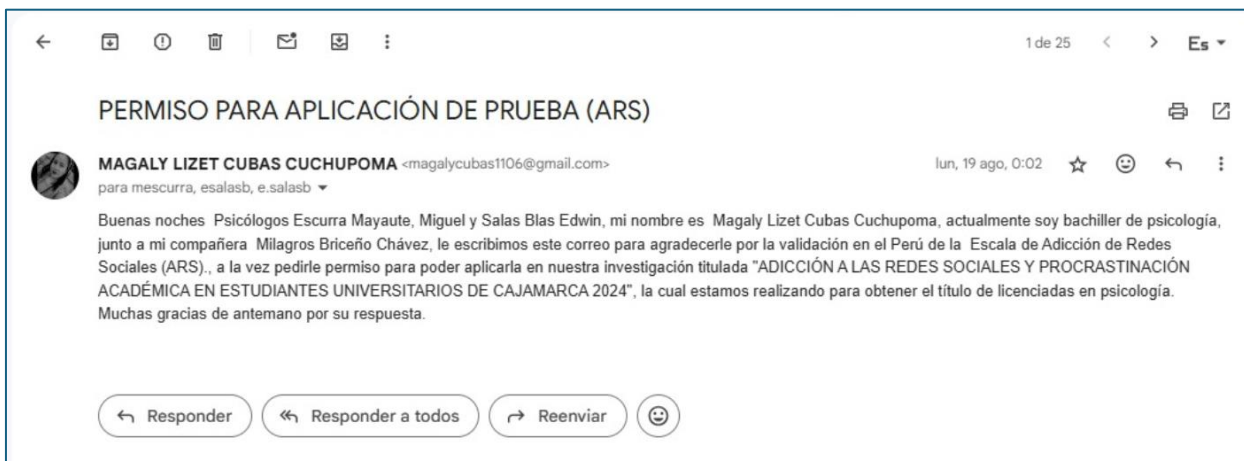 1 de 25
Es
PERMISO PARA APLICACIÓN DE PRUEBA (ARS)
MAGALY LIZET CUBAS CUCHUPOMA <magalycubas1106@gmail.com>
lun, 19 ago, 0:02
para mescurra, esalasb, e.salasb
Buenas noches Psicólogos Escurra Mayaute, Miguel y Salas Blas Edwin, mi nombre es Magaly Lizet Cubas Cuchupoma, actualmente soy bachiller de psicología,
junto a mi compañera Milagros Briceño Chávez, le escribimos este correo para agradecerle por la validación en el Perú de la Escala de Adicción de Redes
Sociales (ARS)., a la vez pedirle permiso para poder aplicarla en nuestra investigación titulada "ADICCIÓN A LAS REDES SOCIALES Y PROCRASTINACIÓN
ACADÉMICA EN ESTUDIANTES UNIVERSITARIOS DE CAJAMARCA 2024", la cual estamos realizando para obtener el título de licenciadas en psicología.
Muchas gracias de antemano por su respuesta.
Responder
Responder a todos
Reenviar